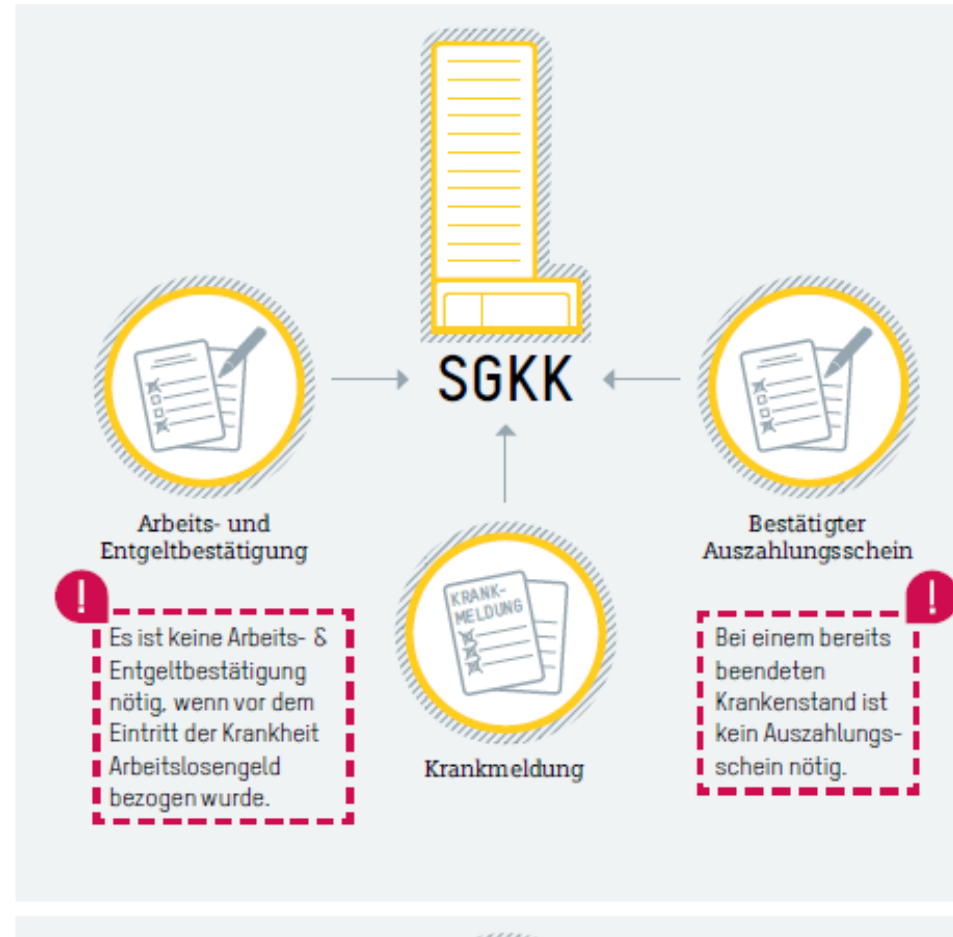 SGKK
Arbeits- und
Entgeltbestätigung
!
Es ist keine Arbeits- &
Entgeltbestätigung
nötig, wenn vor dem
Eintritt der Krankheit
Arbeitslosengeld
bezogen wurde.
KRANK-
MELDUNG
Krankmeldung
Bestätigter
Auszahlungsschein
!
Bei einem bereits
beendeten
Krankenstand ist
kein Auszahlungs-
schein nötig.